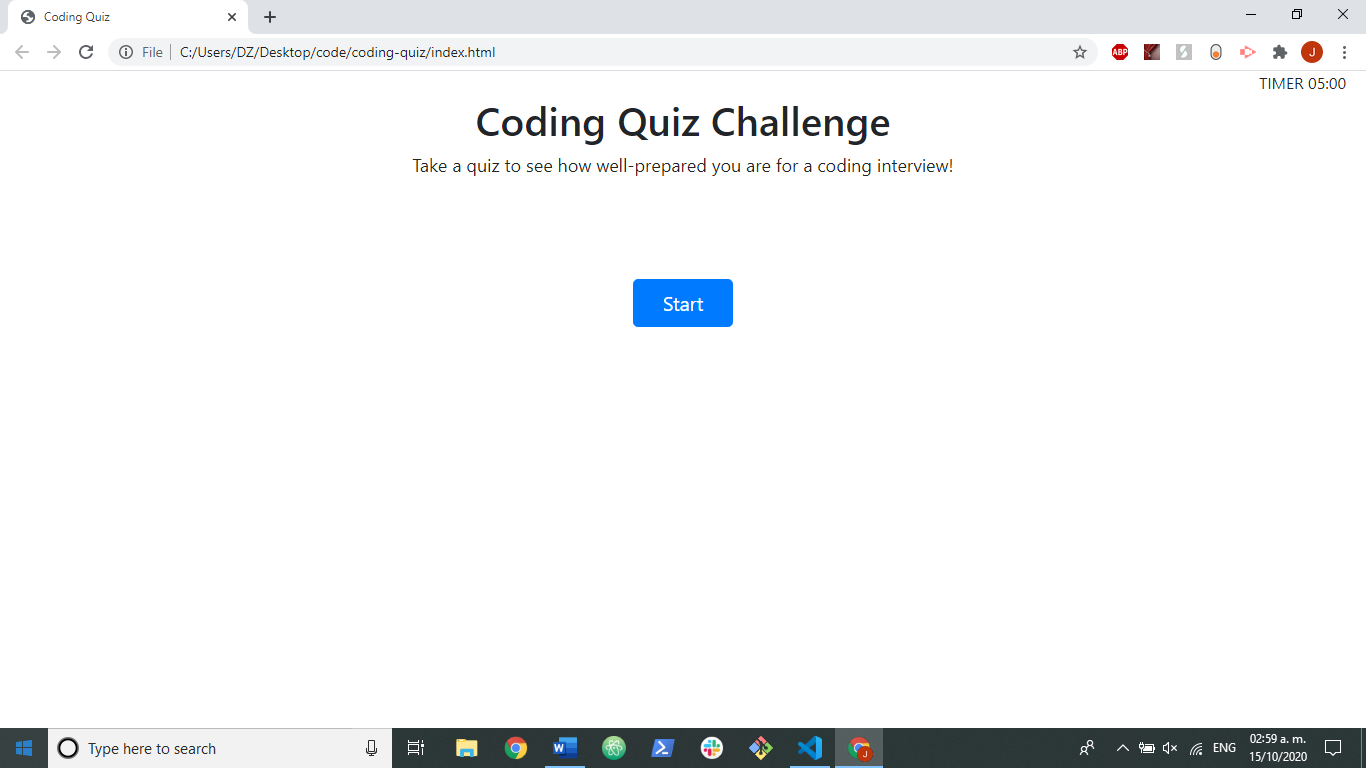 Coding Quiz
File
C:/Users/DZ/Desktop/code/coding-quiz/index.html
ABP
J
TIMER 05:00
Coding Quiz Challenge
Take a quiz to see how well-prepared you are for a coding interview!
Start
Type here to search
W
J
ENG
02:59 a. m.
15/10/2020